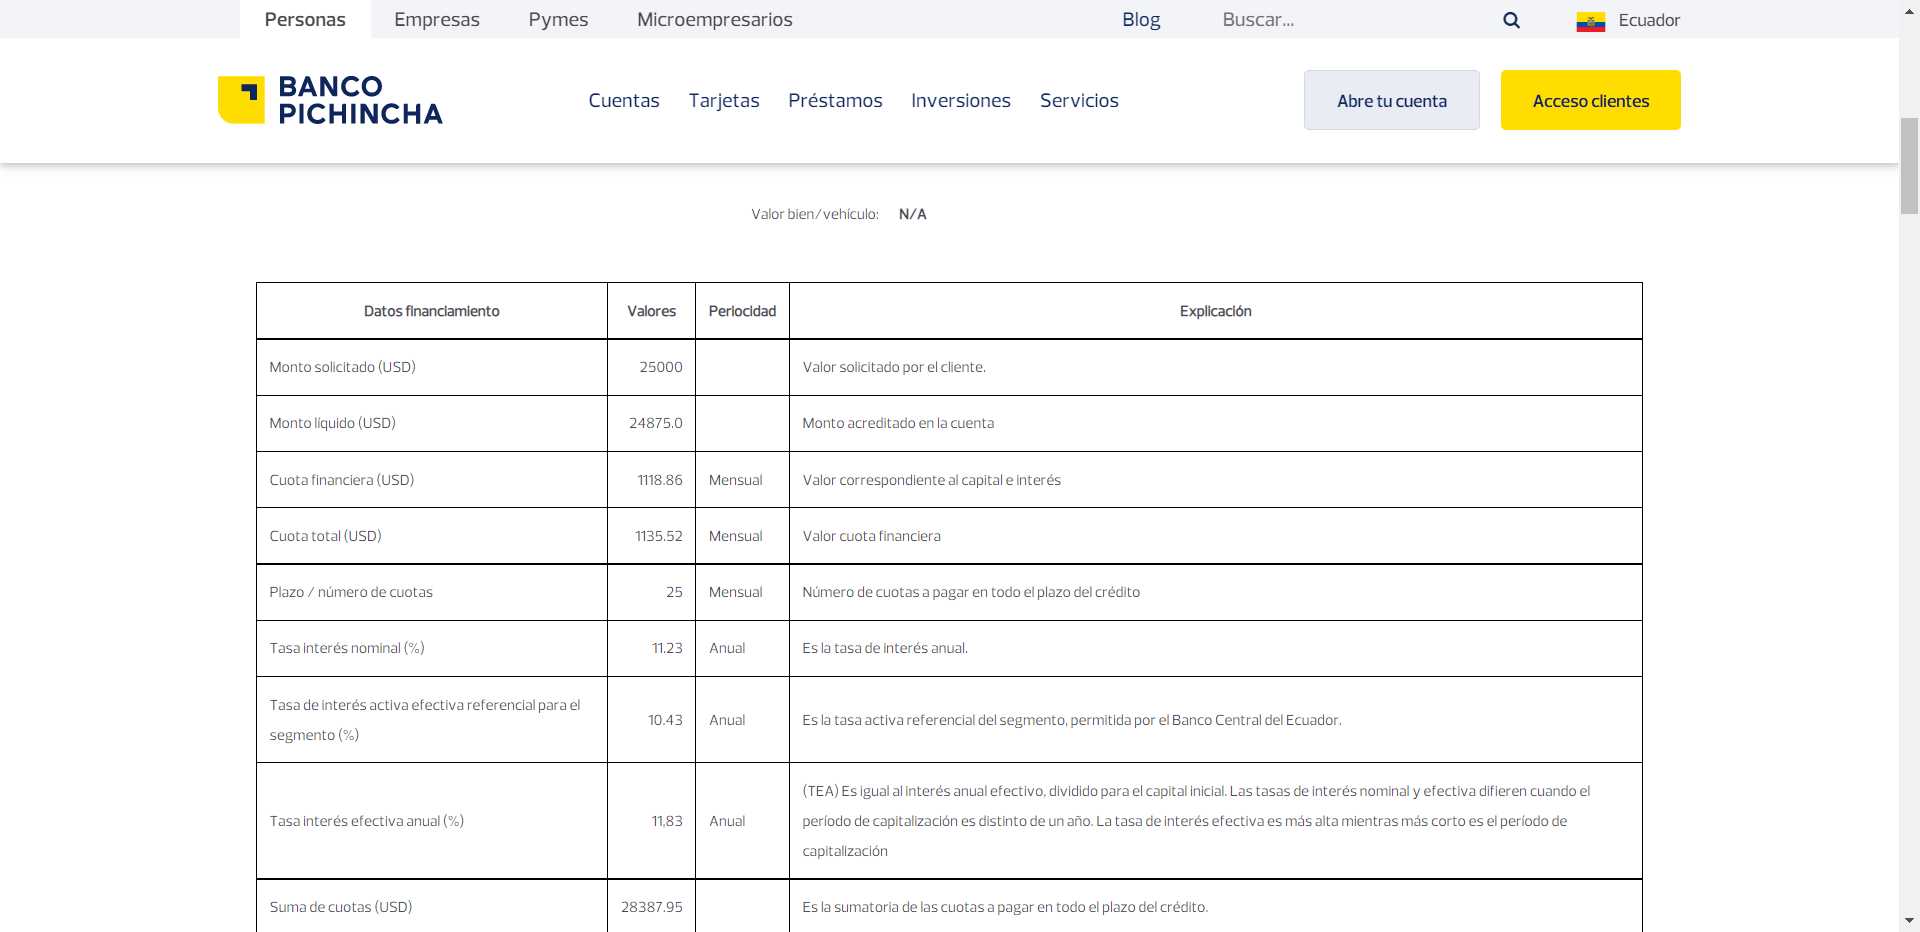 Personas Empresas Pymes Microempresarios Blog Buscar... Ecuador
BANCO
PICHINCHA
Cuentas Tarjetas Préstamos Inversiones Servicios Abre tu cuenta Acceso clientes
Valor bien/vehículo: N/A
Datos financiamiento Valores Periocidad Explicación
Monto solicitado (USD) 25000 Valor solicitado por el cliente.
Monto líquido (USD) 24875.0 Monto acreditado en la cuenta
Cuota financiera (USD) 1118.86 Mensual Valor correspondiente al capital e interés
Cuota total (USD) 1135.52 Mensual Valor cuota financiera
Plazo / número de cuotas 25 Mensual Número de cuotas a pagar en todo el plazo del crédito
Tasa interés nominal (%) 11.23 Anual Es la tasa de interés anual.
Tasa de interés activa efectiva referencial para el
segmento (%) 10.43 Anual Es la tasa activa referencial del segmento, permitida por el Banco Central del Ecuador.
Tasa interés efectiva anual (%) 11,83 Anual (TEA) Es igual al interés anual efectivo, dividido para el capital inicial. Las tasas de interés nominal y efectiva difieren cuando el
período de capitalización es distinto de un año. La tasa de interés efectiva es más alta mientras más corto es el período de
capitalización
Suma de cuotas (USD) 28387.95 Es la sumatoria de las cuotas a pagar en todo el plazo del crédito.